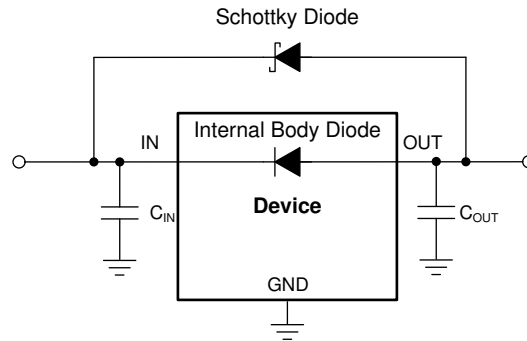 Schottky Diode
Internal Body Diode
IN
OUT
C_IN
Device
C_OUT
GND